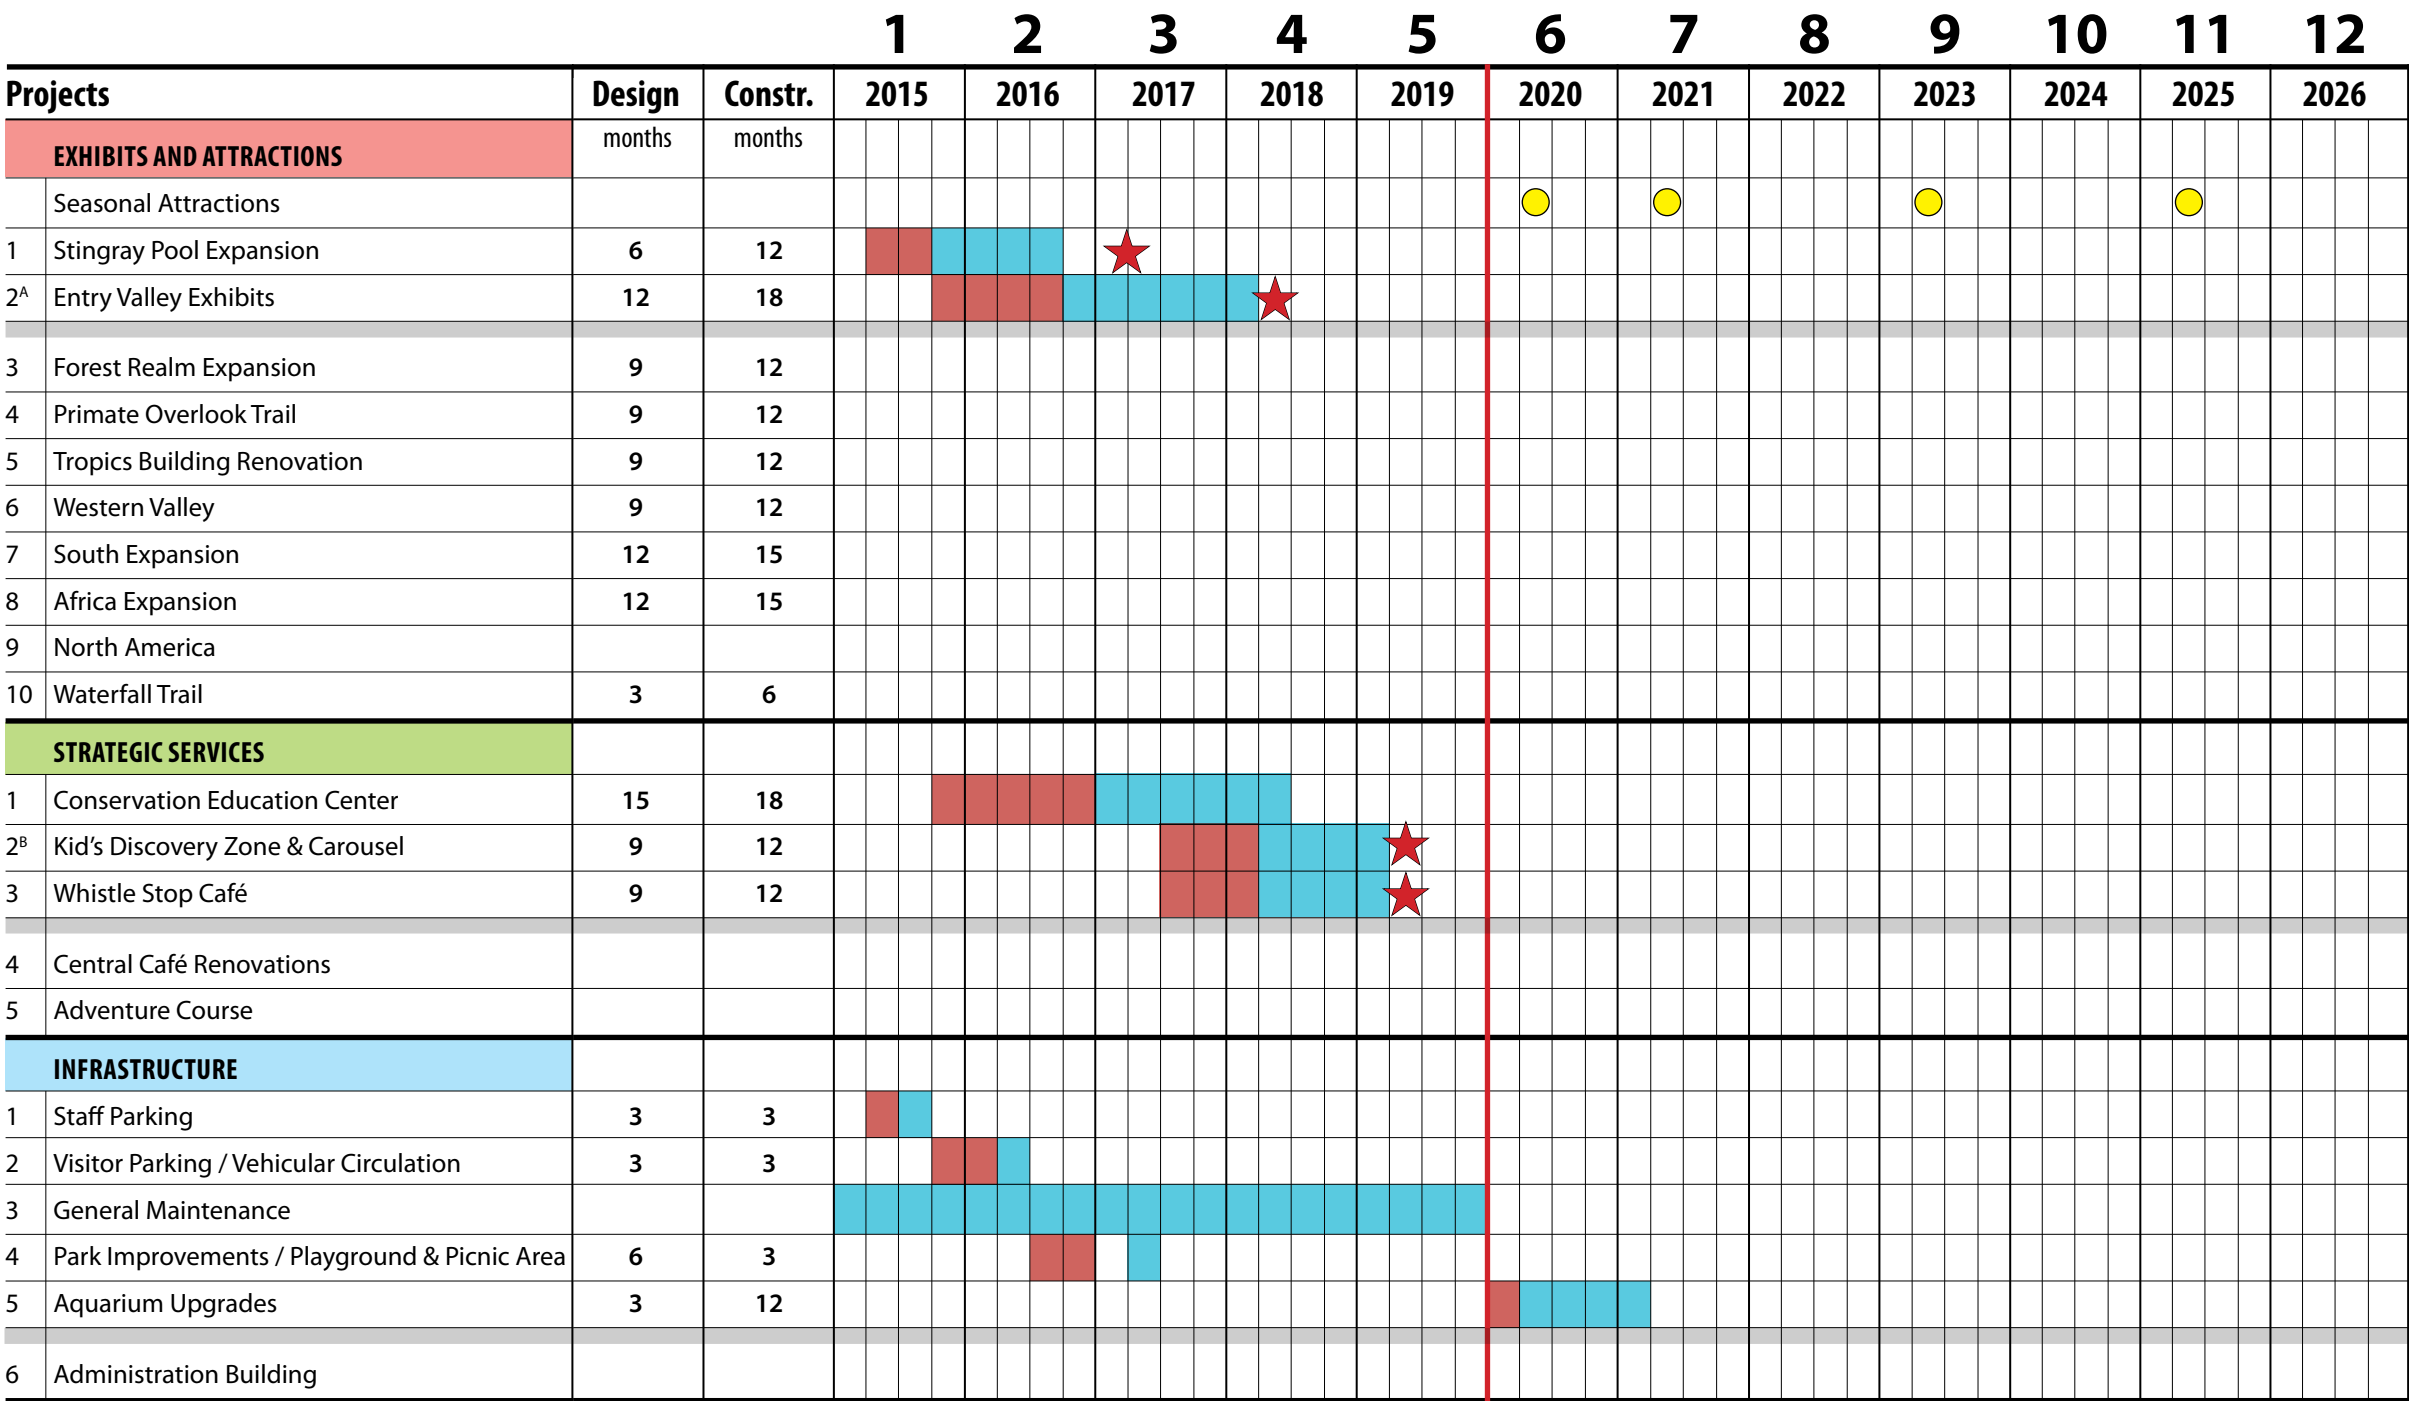 1 2 3 4 5 6 7 8 9 10 11 12
Projects Design Constr. 2015 2016 2017 2018 2019 2020 2021 2022 2023 2024 2025 2026
EXHIBITS AND ATTRACTIONS months months
Seasonal Attractions
1 Stingray Pool Expansion 6 12
2A Entry Valley Exhibits 12 18
3 Forest Realm Expansion 9 12
4 Primate Overlook Trail 9 12
5 Tropics Building Renovation 9 12
6 Western Valley 9 12
7 South Expansion 12 15
8 Africa Expansion 12 15
9 North America
10 Waterfall Trail 3 6
STRATEGIC SERVICES
1 Conservation Education Center 15 18
2B Kid's Discovery Zone & Carousel 9 12
3 Whistle Stop Café 9 12
4 Central Café Renovations
5 Adventure Course
INFRASTRUCTURE
1 Staff Parking 3 3
2 Visitor Parking / Vehicular Circulation 3 3
3 General Maintenance
4 Park Improvements / Playground & Picnic Area 6 3
5 Aquarium Upgrades 3 12
6 Administration Building